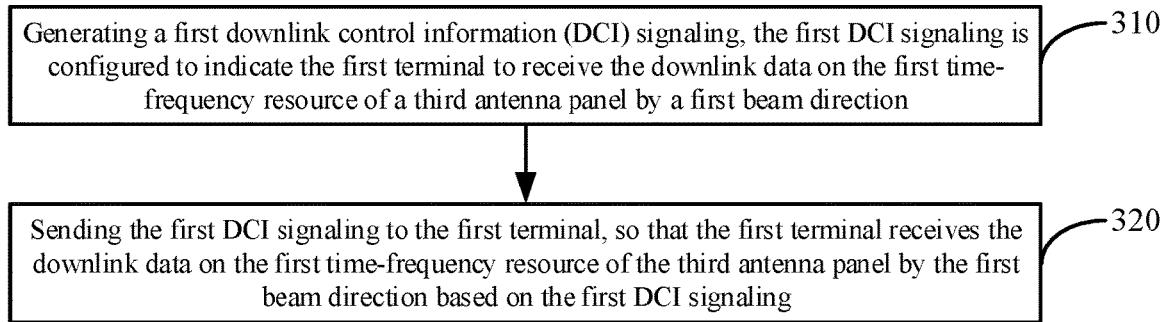 Generating a first downlink control information (DCI) signaling, the first DCI signaling is
configured to indicate the first terminal to receive the downlink data on the first time-
frequency resource of a third antenna panel by a first beam direction
310
Sending the first DCI signaling to the first terminal, so that the first terminal receives the
downlink data on the first time-frequency resource of the third antenna panel by the first
beam direction based on the first DCI signaling
320